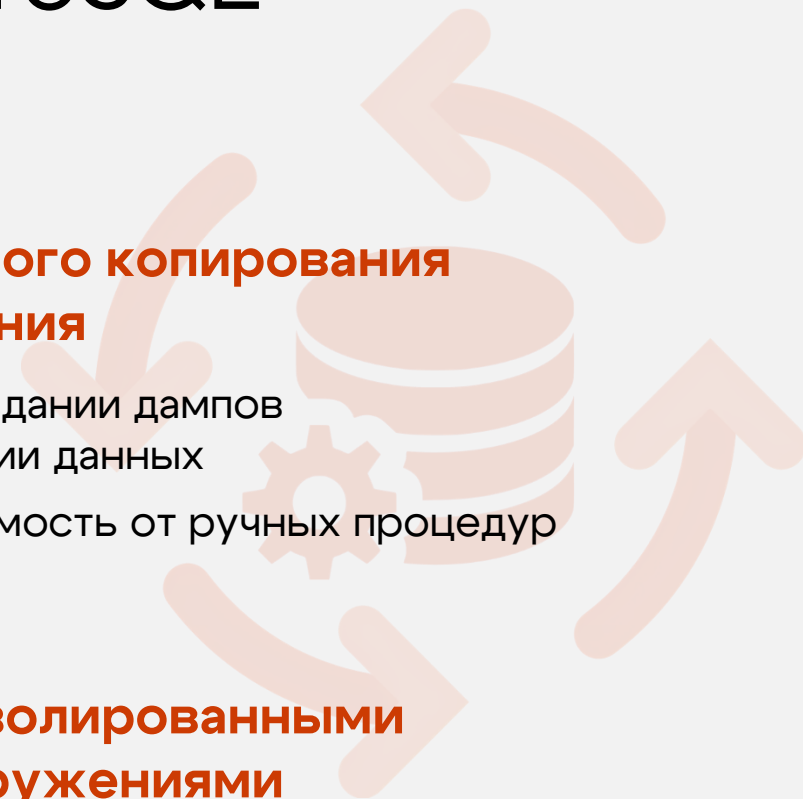 ого копирования
ния
дании дампов
ии данных
мость от ручных процедур
золированными
ружениями